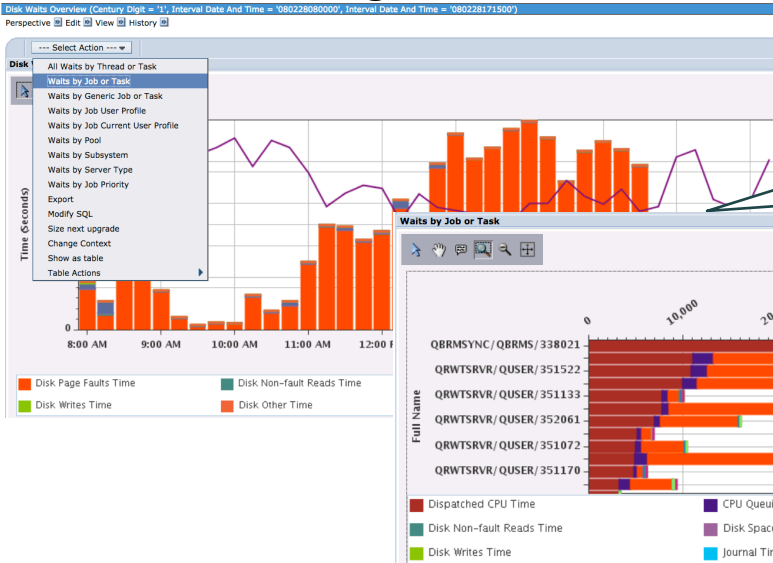 Disk Waits Overview (Century Digit = '1', Interval Date And Time = '080228080000', Interval Date And Time = '080228171500')
Perspective Edit View History
--- Select Action ---
Disk
All Waits by Thread or Task
Waits by Job or Task
Waits by Generic Job or Task
Waits by Job User Profile
Waits by Job Current User Profile
Waits by Pool
Waits by Subsystem
Waits by Server Type
Waits by Job Priority
Export
Modify SQL
Size next upgrade
Change Context
Show as table
Table Actions
Time (Seconds)
0
8:00 AM 9:00 AM 10:00 AM 11:00 AM 12:00
Disk Page Faults Time Disk Non-fault Reads Time
Disk Writes Time Disk Other Time
Waits by Job or Task
0 10,000
Full Name
QBRMSYNC/QBRMS/338021
QRWTSRVR/QUSER/351522
QRWTSRVR/QUSER/351133
QRWTSRVR/QUSER/352061
QRWTSRVR/QUSER/351072
QRWTSRVR/QUSER/351170
Dispatched CPU Time CPU Queui
Disk Non-fault Reads Time Disk Spac
Disk Writes Time Journal Tir